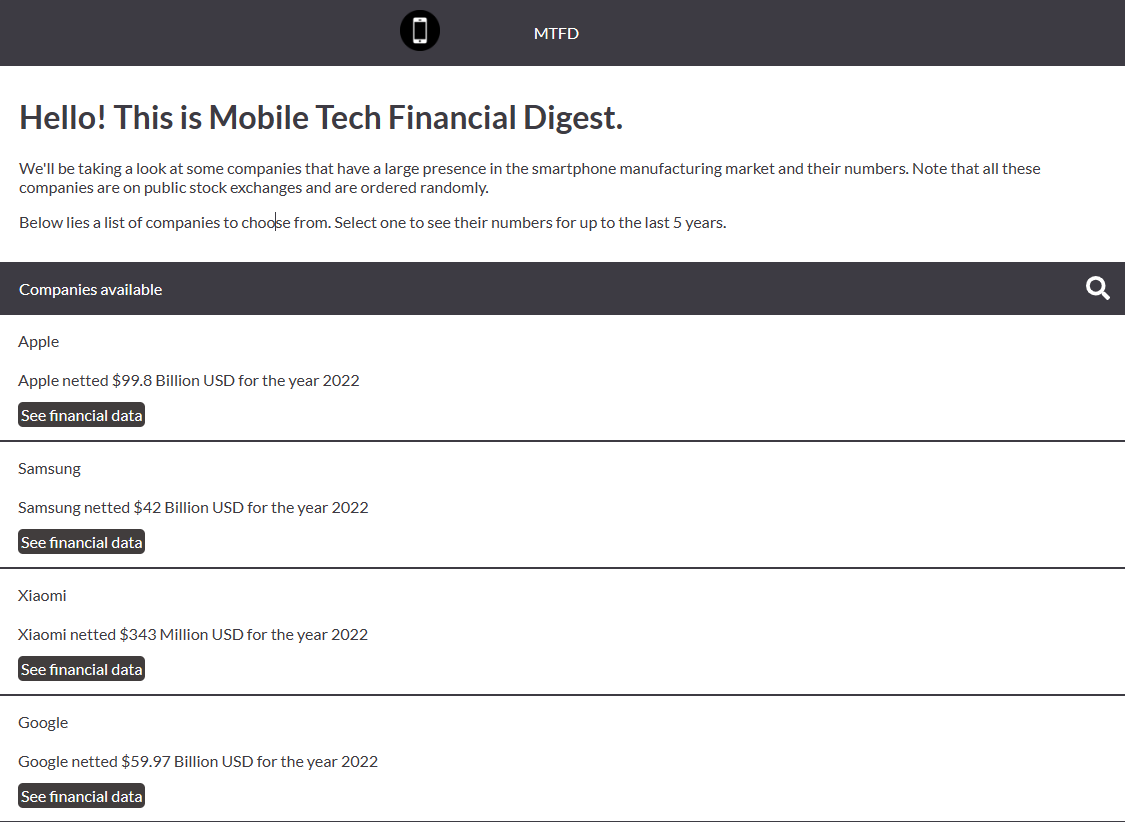 MTFD
Hello! This is Mobile Tech Financial Digest.
We'll be taking a look at some companies that have a large presence in the smartphone manufacturing market and their numbers. Note that all these
companies are on public stock exchanges and are ordered randomly.
Below lies a list of companies to choose from. Select one to see their numbers for up to the last 5 years.
Companies available
Apple
Apple netted $99.8 Billion USD for the year 2022
See financial data
Samsung
Samsung netted $42 Billion USD for the year 2022
See financial data
Xiaomi
Xiaomi netted $343 Million USD for the year 2022
See financial data
Google
Google netted $59.97 Billion USD for the year 2022
See financial data